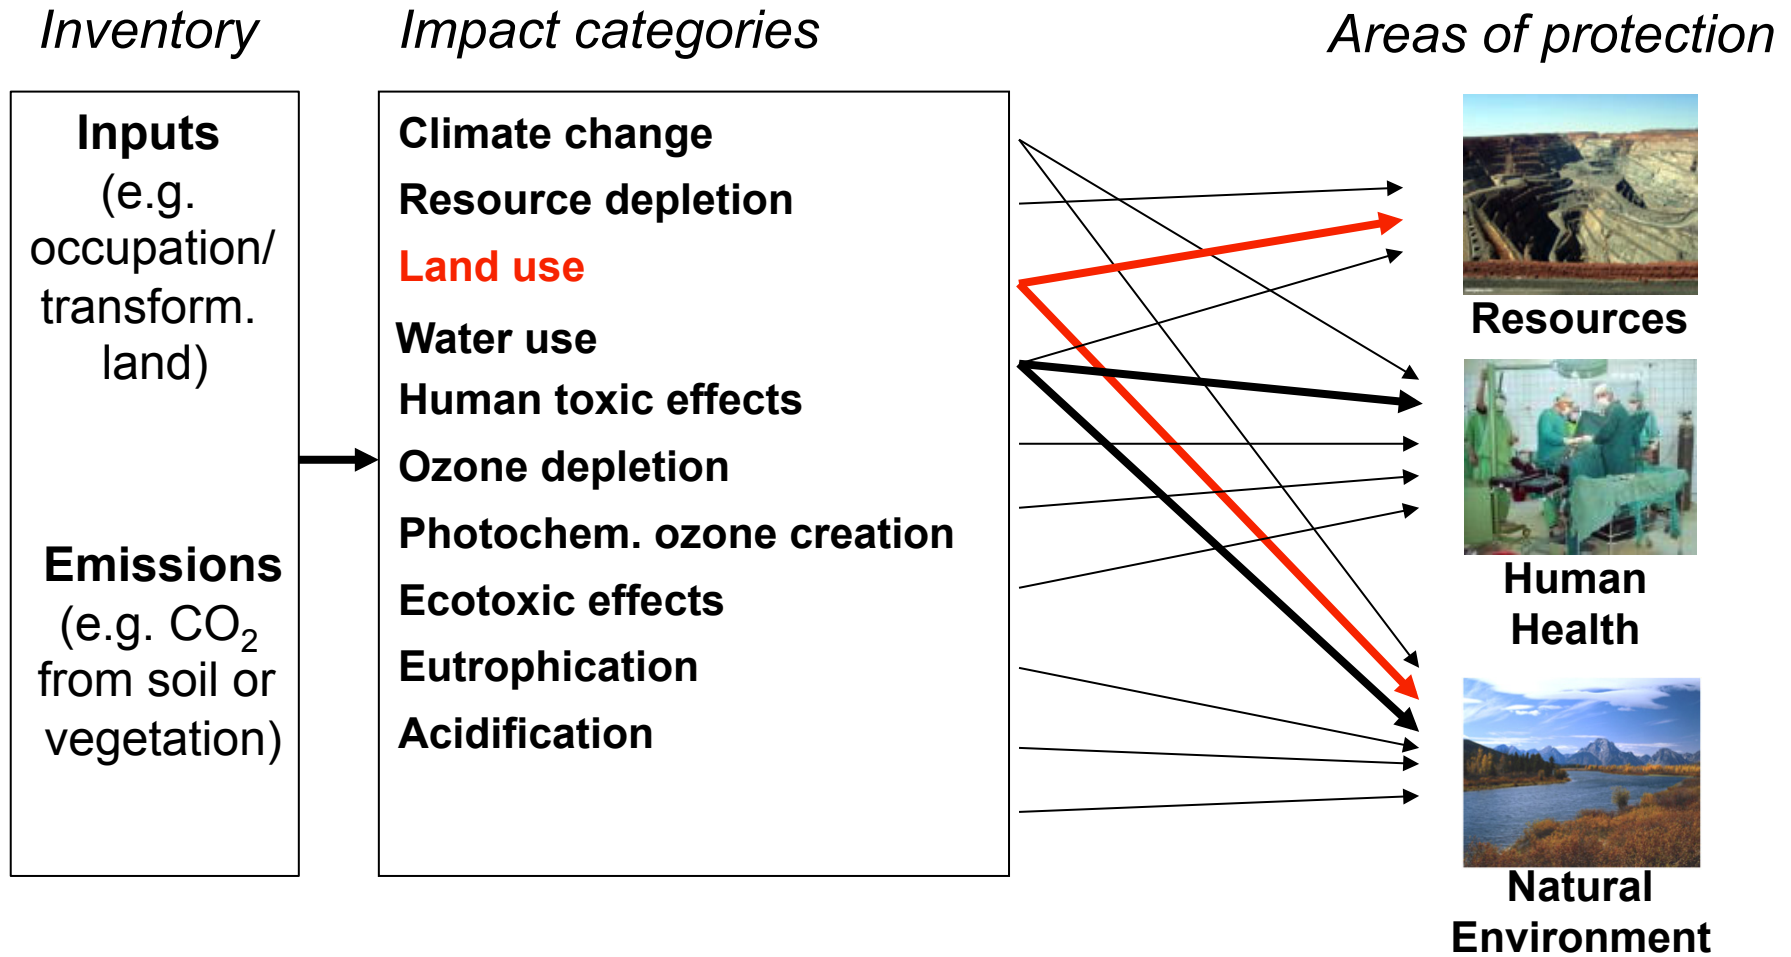 Inventory
Impact categories
Areas of protection
Inputs
(e.g.
occupation/
transform.
land)
Emissions
(e.g. CO₂
from soil or
vegetation)
Climate change
Resource depletion
Land use
Water use
Human toxic effects
Ozone depletion
Photochem. ozone creation
Ecotoxic effects
Eutrophication
Acidification
Resources
Human
Health
Natural
Environment